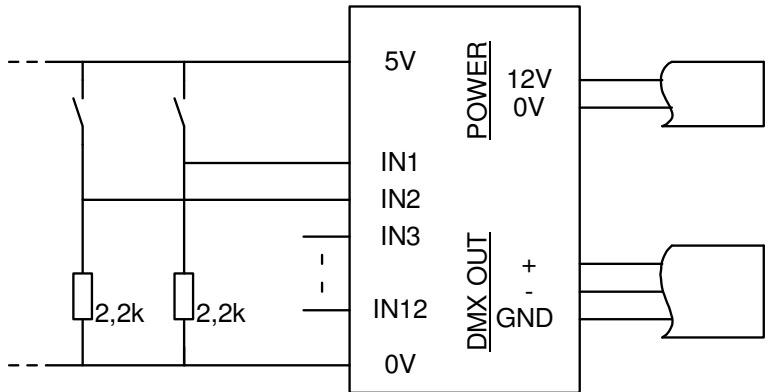 5V
POWER
12V
0V
IN1
IN2
IN3
DMX OUT
+
-
GND
2,2k
2,2k
IN12
0V